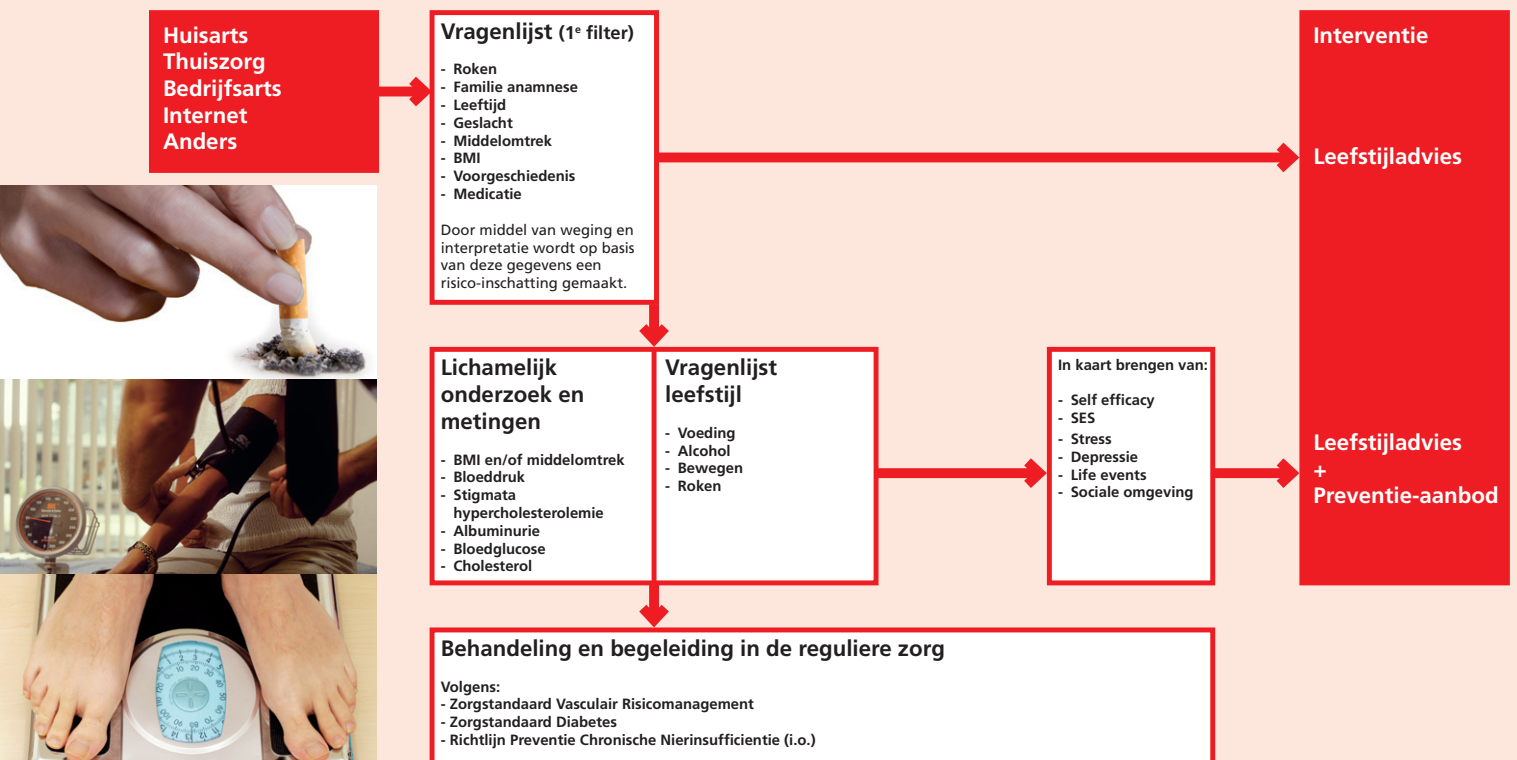 Huisarts
Thuiszorg
Bedrijfsarts
Internet
Anders
Vragenlijst (1e filter)
- Roken
- Familie anamnese
- Leeftijd
- Geslacht
- Middelomtrek
- BMI
- Voorgeschiedenis
- Medicatie
Door middel van weging en
interpretatie wordt op basis
van deze gegevens een
risico-inschatting gemaakt.
Interventie
Leefstijladvies
Lichamelijk
onderzoek en
metingen
- BMI en/of middelomtrek
- Bloeddruk
- Stigmata
hypercholesterolemie
- Albuminurie
- Bloedglucose
- Cholesterol
Vragenlijst
leefstijl
- Voeding
- Alcohol
- Bewegen
- Roken
In kaart brengen van:
- Self efficacy
- SES
- Stress
- Depressie
- Life events
- Sociale omgeving
Leefstijladvies
+
Preventie-aanbod
Behandeling en begeleiding in de reguliere zorg
Volgens:
- Zorgstandaard Vasculair Risicomanagement
- Zorgstandaard Diabetes
- Richtlijn Preventie Chronische Nierinsufficientie (i.o.)